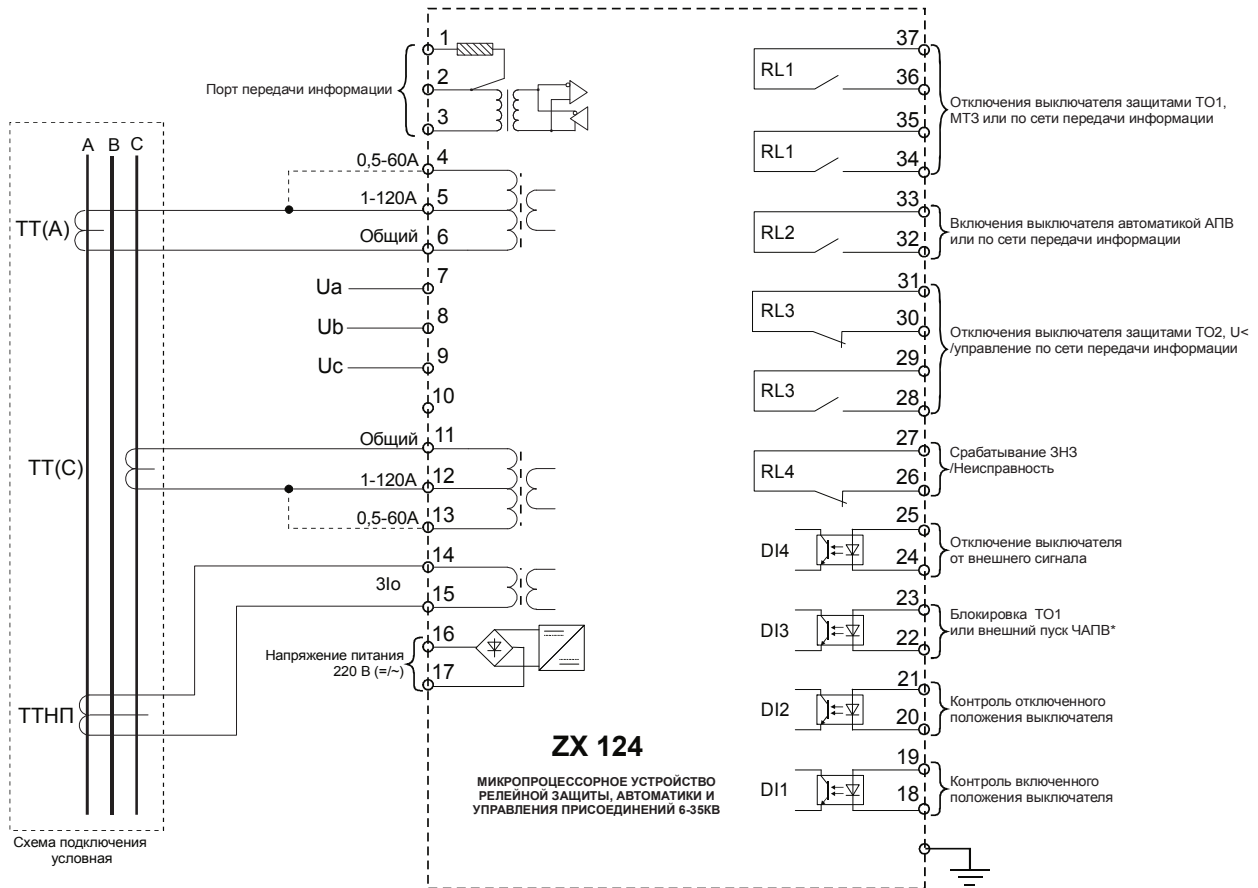 1
2
3
Порт передачи информации
A B C
ТТ(А)
0,5-60А
4
1-120А
5
Общий
6
Ua
7
Ub
8
Uc
9
10
ТТ(С)
Общий
11
1-120А
12
0,5-60А
13
14
3Io
15
Напряжение питания
220 В (=/~)
16
17
ТТНП
Схема подключения
условная
ZX 124
МИКРОПРОЦЕССОРНОЕ УСТРОЙСТВО
РЕЛЕЙНОЙ ЗАЩИТЫ, АВТОМАТИКИ И
УПРАВЛЕНИЯ ПРИСОЕДИНЕНИЙ 6-35КВ
37
RL1
36
35
RL1
34
Отключения выключателя защитами ТО1,
МТЗ или по сети передачи информации
33
RL2
32
Включения выключателя автоматикой АПВ
или по сети передачи информации
31
RL3
30
29
RL3
28
Отключения выключателя защитами ТО2, U<
/управление по сети передачи информации
27
RL4
26
Срабатывание ЗНЗ
/Неисправность
25
DI4
24
Отключение выключателя
от внешнего сигнала
23
DI3
22
Блокировка ТО1
или внешний пуск ЧАПВ*
21
DI2
20
Контроль отключенного
положения выключателя
19
DI1
18
Контроль включенного
положения выключателя